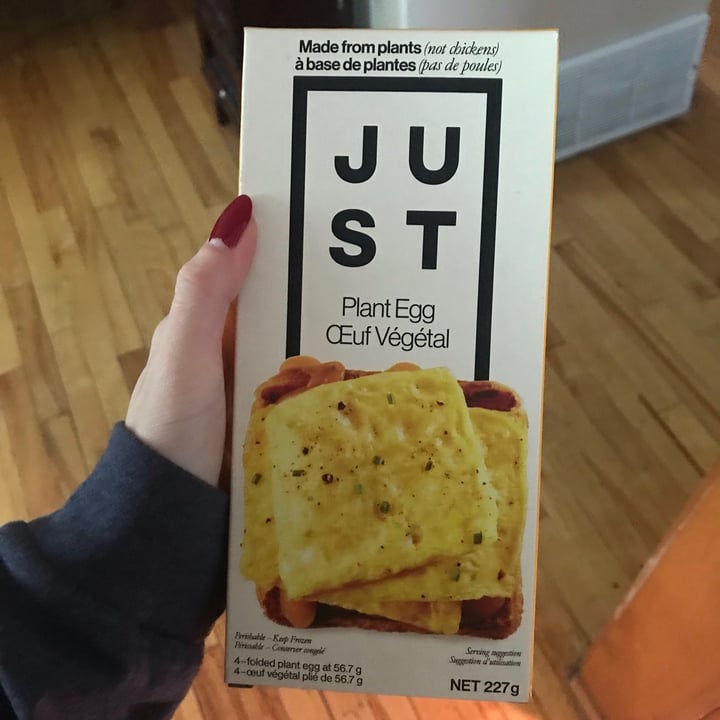 Made from plants (not chickens)
à base de plantes (pas de poules)
JU
ST
Plant Egg
Œuf Végétal
Perishable – Keep Frozen
Périssable – Conserver congelé
Serving suggestion
Suggestion d'utilisation
4–folded plant egg at 56.7 g
4–œuf végétal plié de 56.7 g
NET 227g